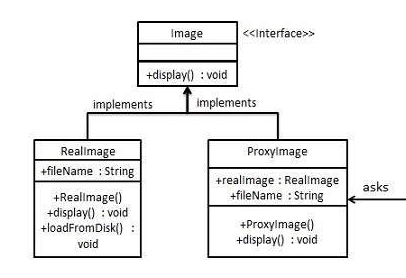 Image <<Interface>>
+display() : void
implements implements
RealImage
+fileName : String
+RealImage()
+display() : void
+loadFromDisk() :
void
ProxyImage
+realImage : RealImage
+fileName : String
+ProxyImage()
+display() : void
asks